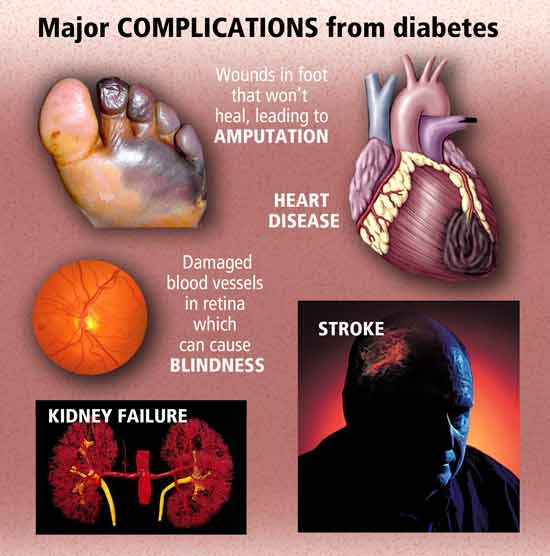 Major COMPLICATIONS from diabetes
Wounds in foot
that won't
heal, leading to
AMPUTATION
HEART
DISEASE
Damaged
blood vessels
in retina
which
can cause
BLINDNESS
STROKE
KIDNEY FAILURE